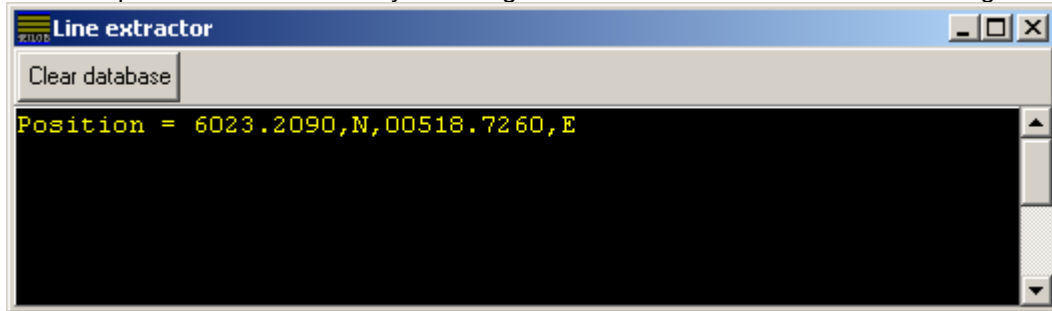 Line extractor
Clear database
Position = 6023.2090,N,00518.7260,E